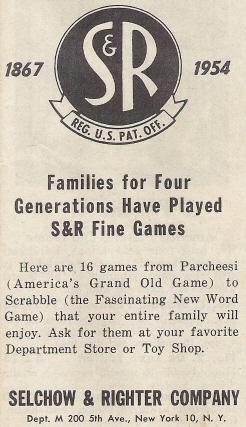 S&R
1867 1954
REG. U.S. PAT. OFF.
Families for Four
Generations Have Played
S&R Fine Games
Here are 16 games from Parcheesi
(America's Grand Old Game) to
Scrabble (the Fascinating New Word
Game) that your entire family will
enjoy. Ask for them at your favorite
Department Store or Toy Shop.
SELCHOW & RIGHTER COMPANY
Dept. M 200 5th Ave., New York 10, N. Y.